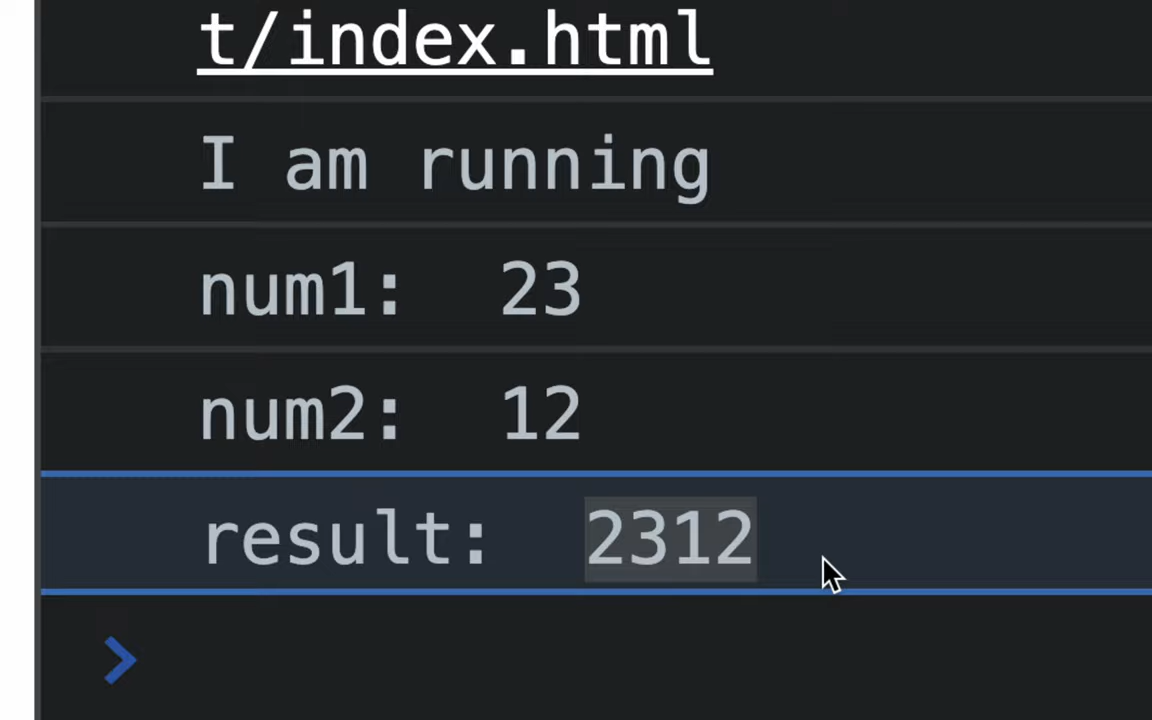 t/index.html
I am running
num1:  23
num2:  12
result:  2312